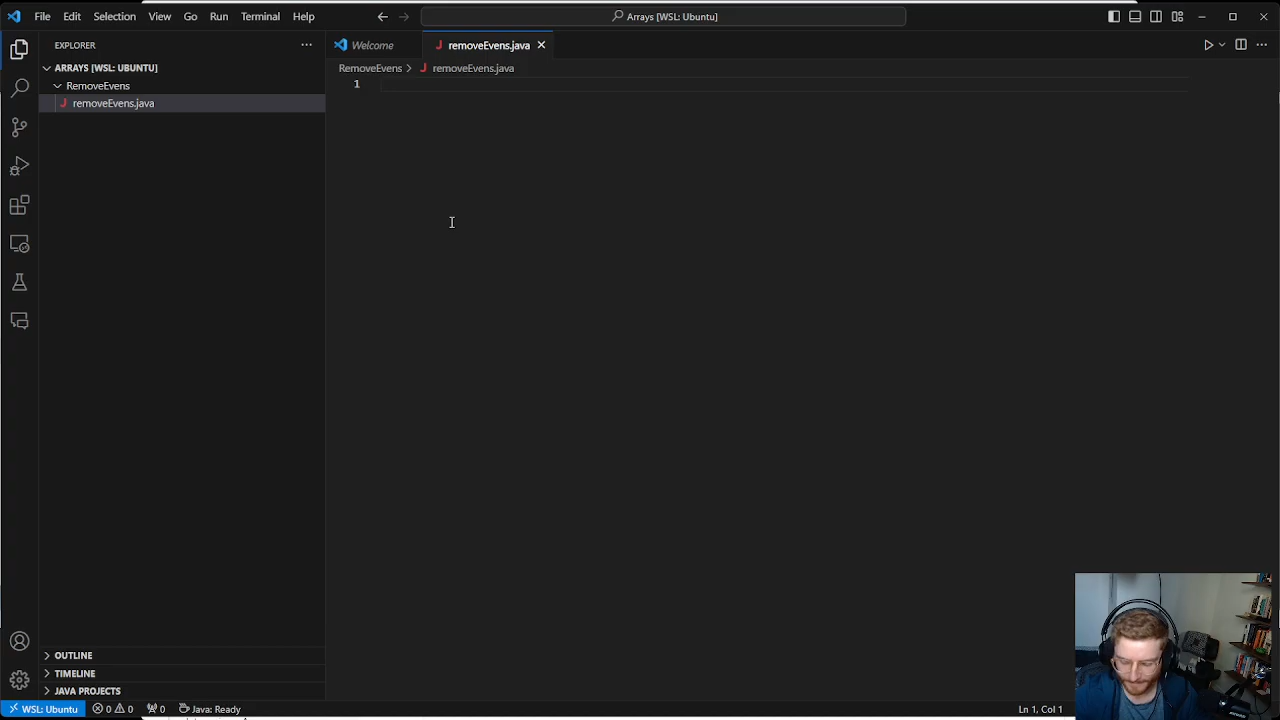 File Edit Selection View Go Run Terminal Help
Arrays [WSL: Ubuntu]
EXPLORER
Welcome
removeEvens.java
ARRAYS [WSL: UBUNTU]
RemoveEvens > removeEvens.java
RemoveEvens
removeEvens.java
1
OUTLINE
TIMELINE
JAVA PROJECTS
WSL: Ubuntu 0 0 0 Java: Ready Ln 1, Col 1